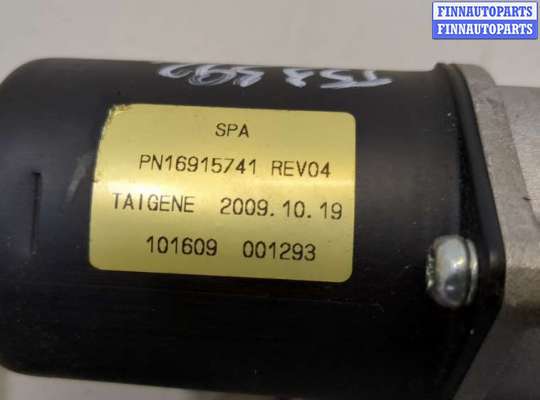 FINNAUTOPARTS
FINNAUTOPARTS
SPA
PN16915741 REV04
TAIGENE 2009.10.19
101609 001293